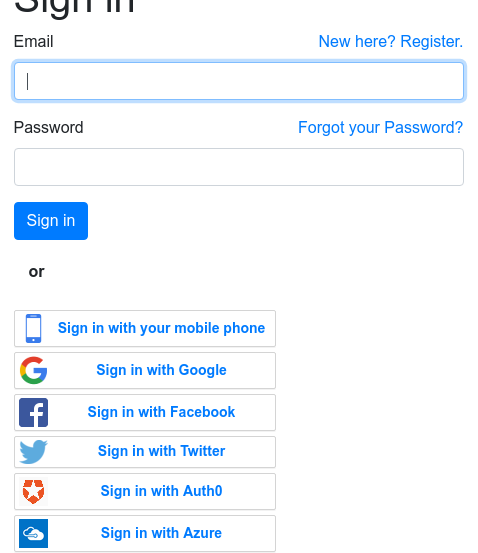 Sign in
Email New here? Register.
Password Forgot your Password?
Sign in
or
Sign in with your mobile phone
Sign in with Google
Sign in with Facebook
Sign in with Twitter
Sign in with Auth0
Sign in with Azure